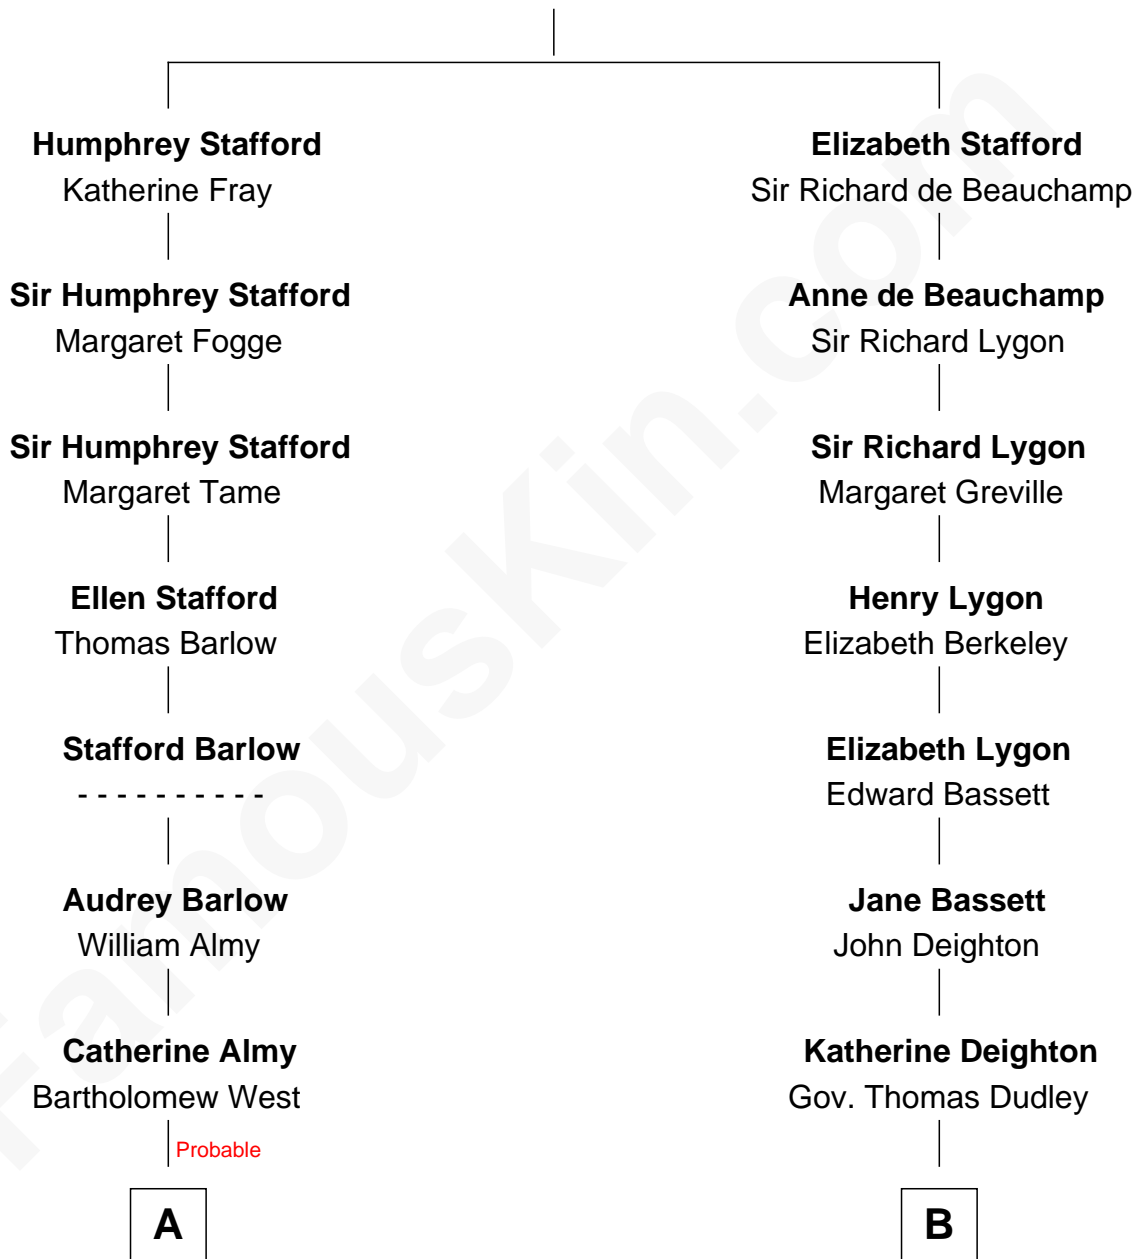 Humphrey Stafford
Katherine Fray
Elizabeth Stafford
Sir Richard de Beauchamp
Sir Humphrey Stafford
Margaret Fogge
Anne de Beauchamp
Sir Richard Lygon
Sir Humphrey Stafford
Margaret Tame
Sir Richard Lygon
Margaret Greville
Ellen Stafford
Thomas Barlow
Henry Lygon
Elizabeth Berkeley
Stafford Barlow
- - - - - - - - - -
Elizabeth Lygon
Edward Bassett
Audrey Barlow
William Almy
Jane Bassett
John Deighton
Catherine Almy
Bartholomew West
Katherine Deighton
Gov. Thomas Dudley
Probable
A
B
FamousKin.com